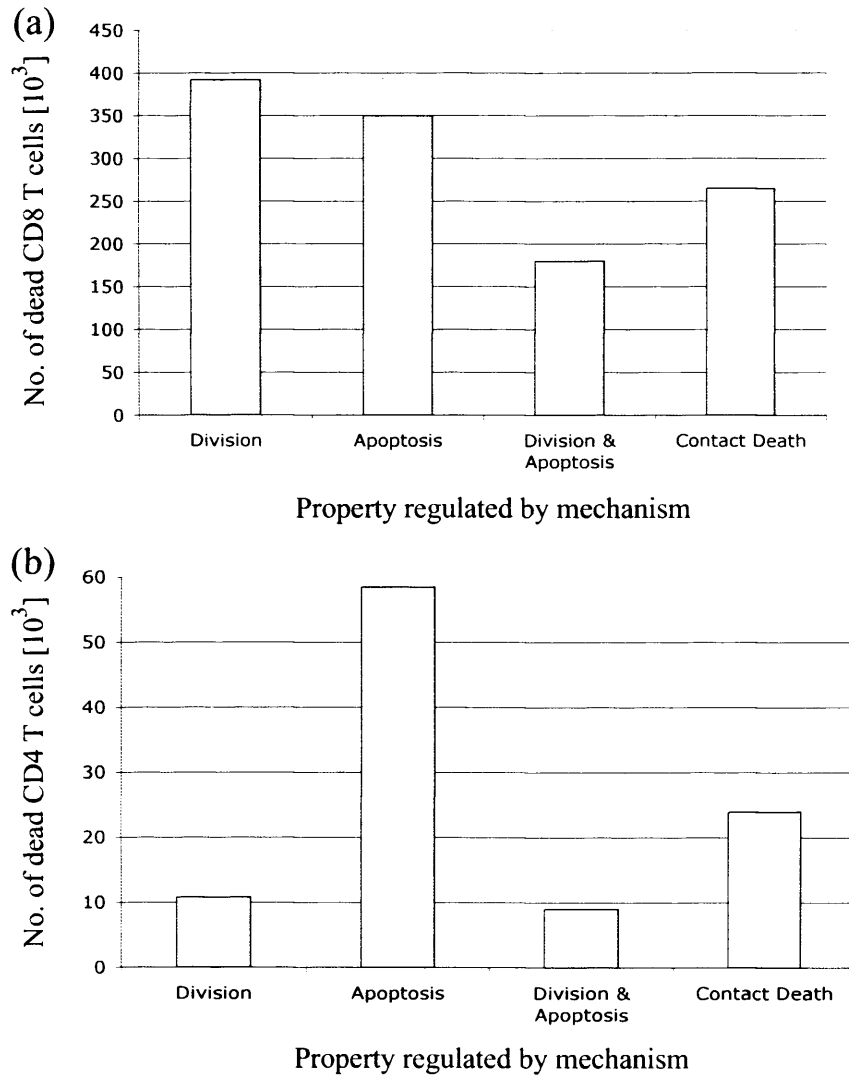 (a)
No. of dead CD8 T cells [10³]
450
400
350
300
250
200
150
100
50
0
Division
Apoptosis
Division &
Apoptosis
Contact Death
Property regulated by mechanism
(b)
No. of dead CD4 T cells [10³]
60
50
40
30
20
10
0
Division
Apoptosis
Division &
Apoptosis
Contact Death
Property regulated by mechanism